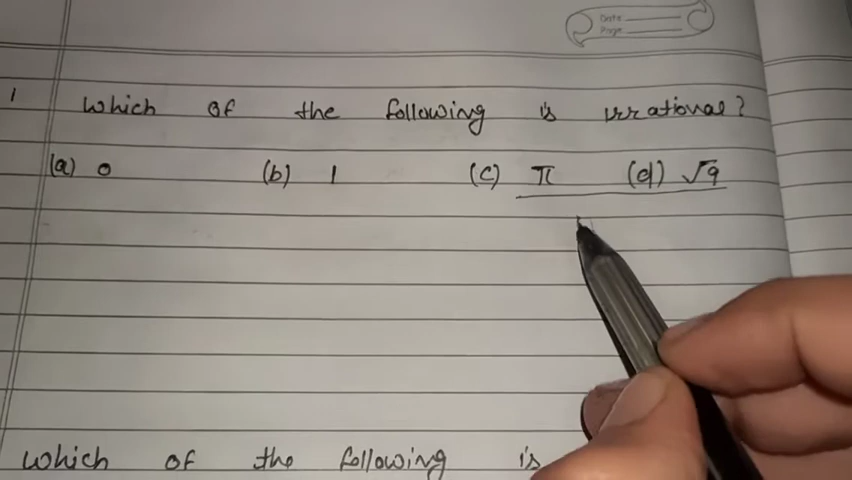 Date
Page
1 Which of the following is irrational?
(a) 0 (b) 1 (c) π (d) √9
Which of the following is